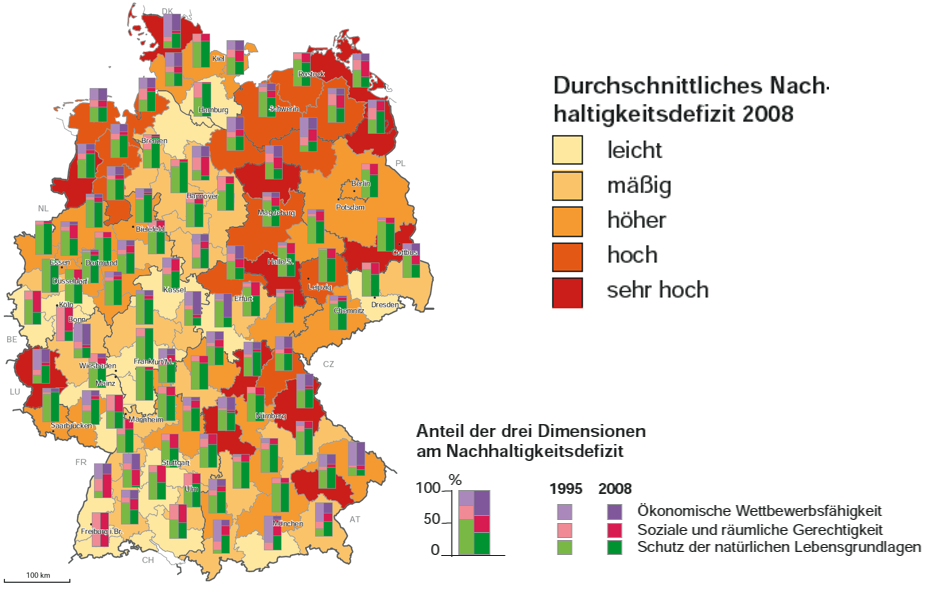 DK
Kiel
Rostock
Hamburg
Schwerin
Bremen
PL
Berlin
Hannover
Potsdam
NL
Magdeburg
Bielefeld
Cottbus
Essen
Dortmund
Halle/S.
Düsseldorf
Kassel
Leipzig
Erfurt
Dresden
Köln
Chemnitz
Bonn
BE
Frankfurt/M.
CZ
Wiesbaden
Mainz
LU
Nürnberg
Mannheim
Saarbrücken
FR
Stuttgart
Ulm
München
AT
Freiburg i.Br.
CH
100 km
Durchschnittliches Nach-
haltigkeitsdefizit 2008
leicht
mäßig
höher
hoch
sehr hoch
Anteil der drei Dimensionen
am Nachhaltigkeitsdefizit
%
100
50
0
1995 2008
Ökonomische Wettbewerbsfähigkeit
Soziale und räumliche Gerechtigkeit
Schutz der natürlichen Lebensgrundlagen